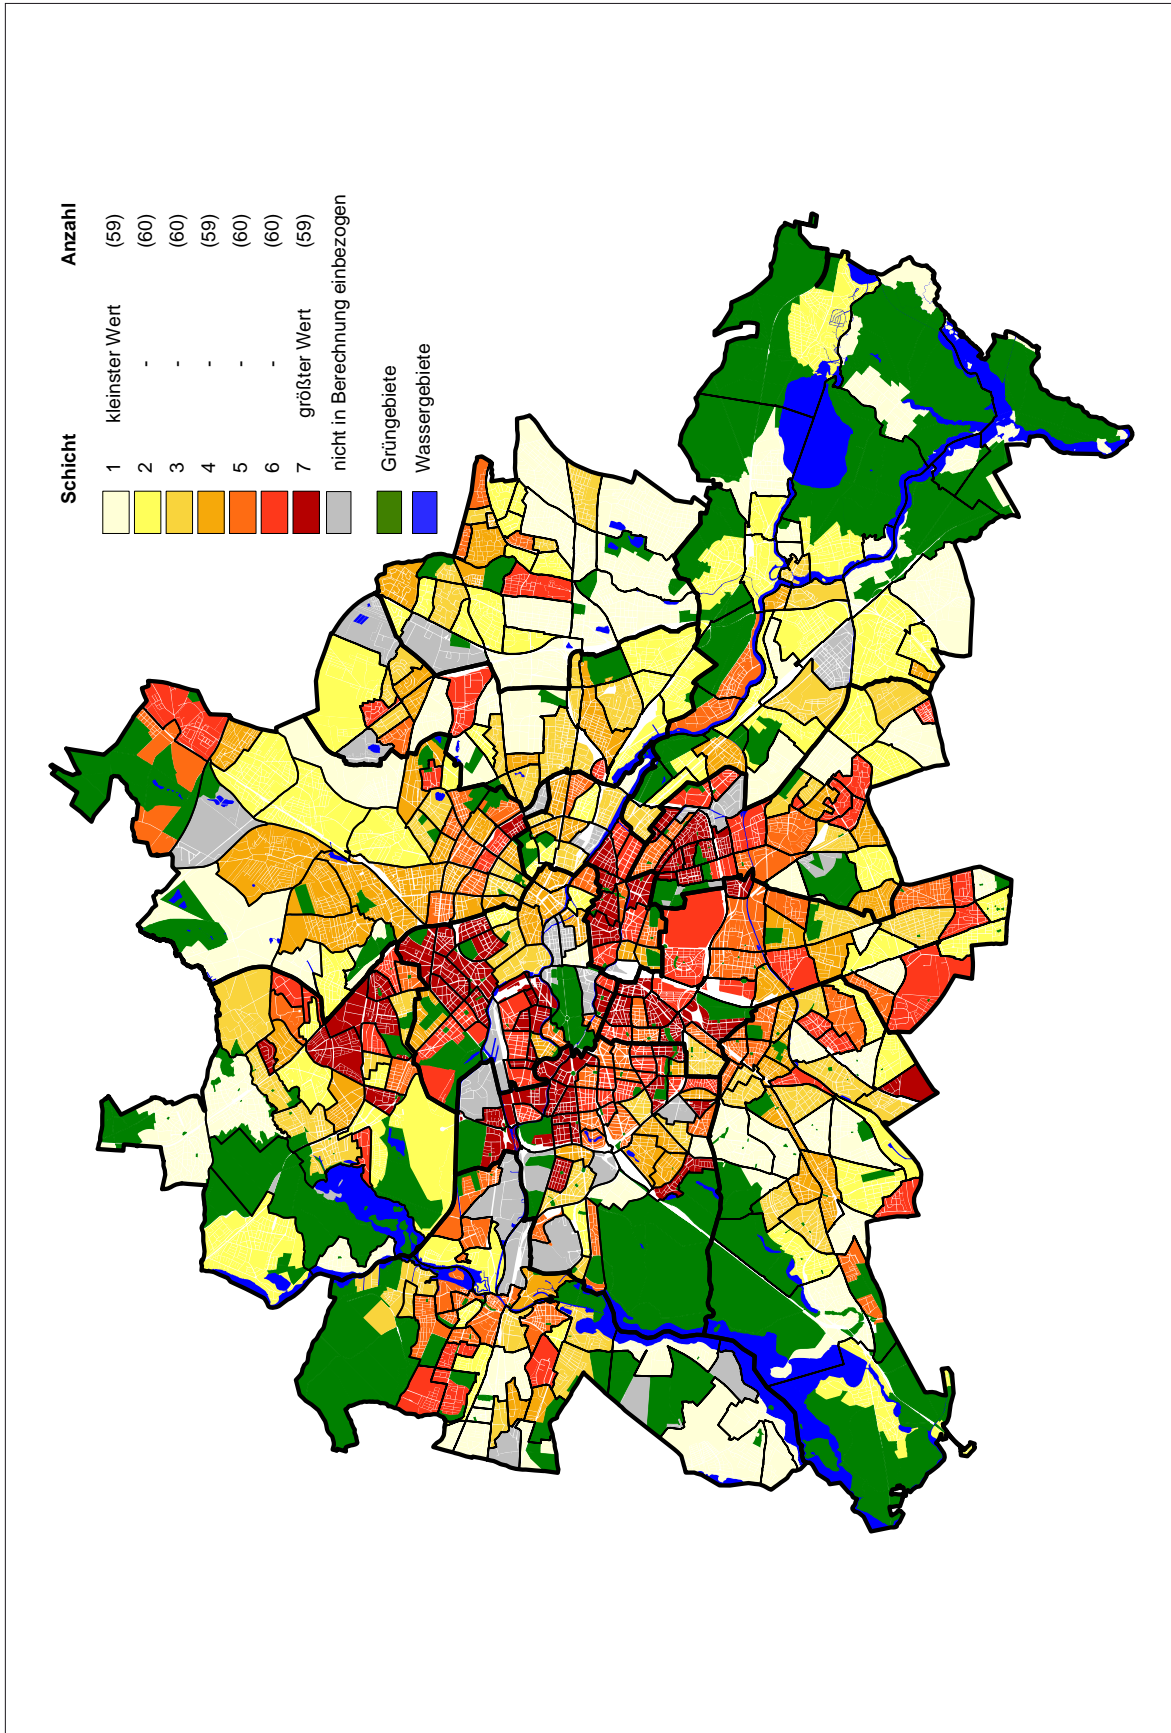 Schicht Anzahl
1 kleinster Wert (59)
2 - (60)
3 - (60)
4 - (59)
5 - (60)
6 - (60)
7 größter Wert (59)
nicht in Berechnung einbezogen
Grüngebiete
Wassergebiete